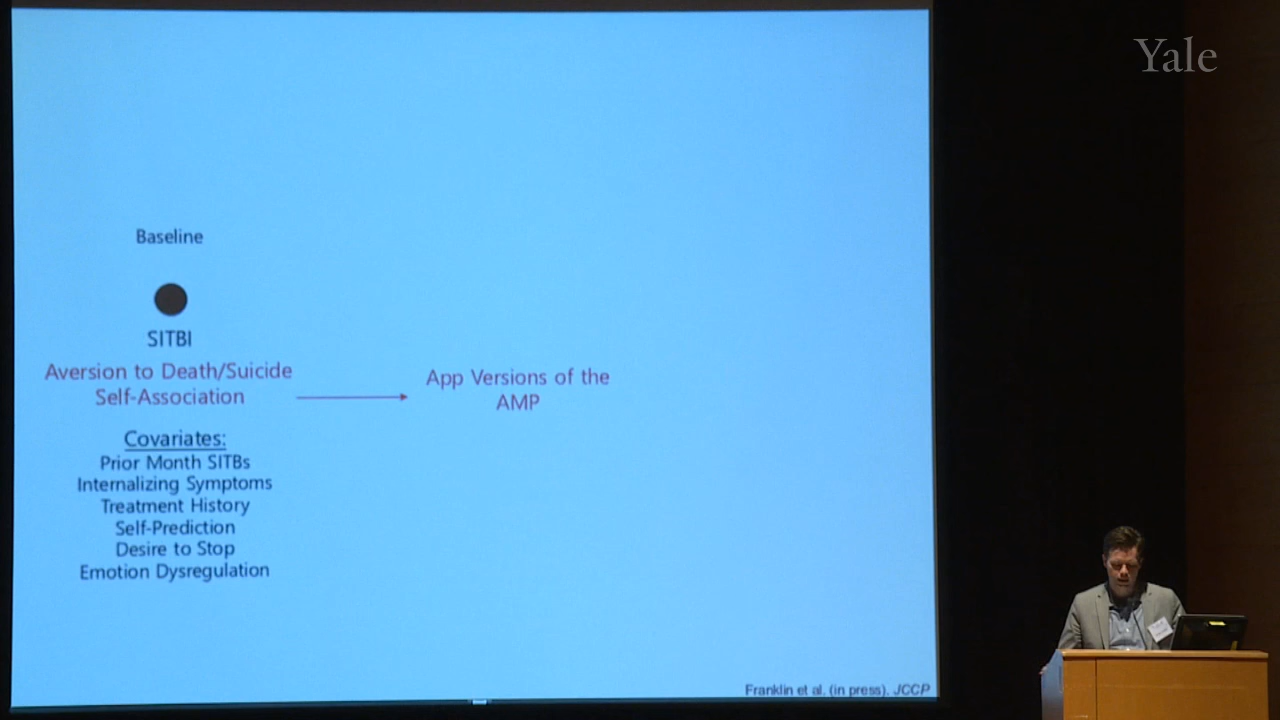 Yale
Baseline
SITBI
Aversion to Death/Suicide
Self-Association
App Versions of the
AMP
Covariates:
Prior Month SITBs
Internalizing Symptoms
Treatment History
Self-Prediction
Desire to Stop
Emotion Dysregulation
Franklin et al. (in press). JCCP